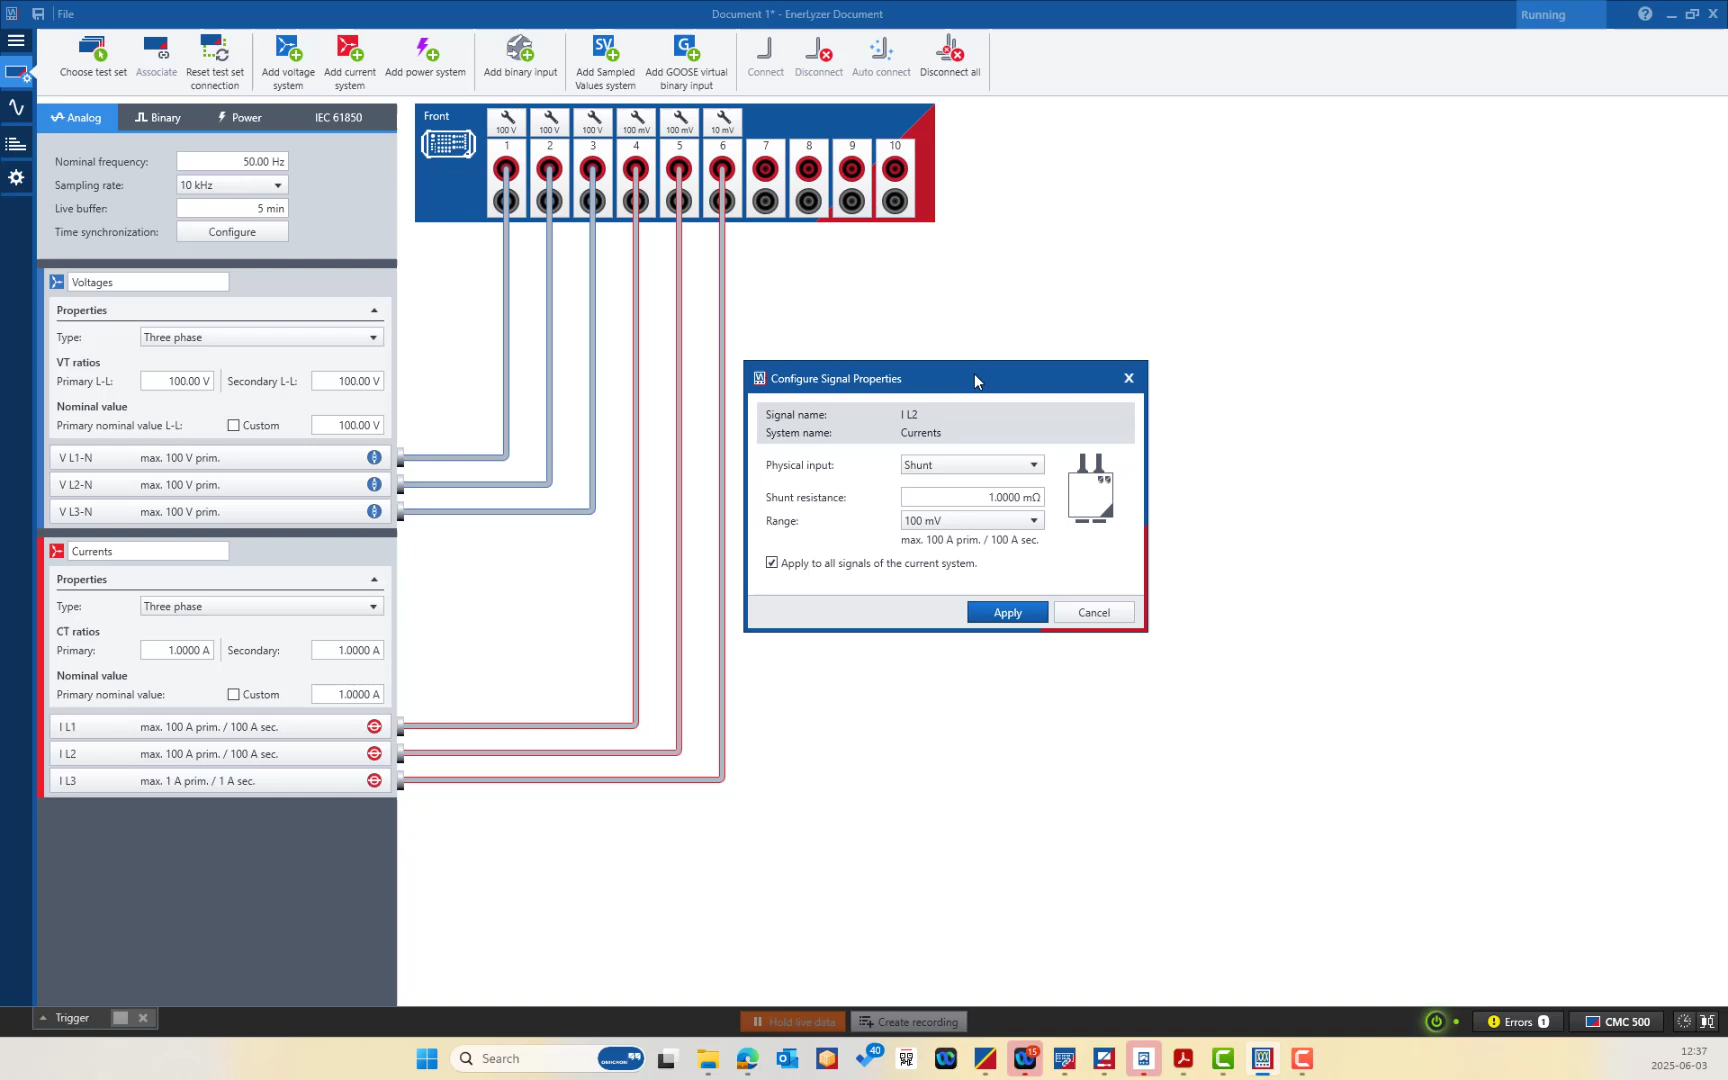 File
Document 1* - EnerLyzer Document
Running
Choose test set
Associate
Reset test set
connection
Add voltage
system
Add current
system
Add power system
Add binary input
SV
Add Sampled
Values system
G
Add GOOSE virtual
binary input
Connect
Disconnect
Auto connect
Disconnect all
Analog
Binary
Power
IEC 61850
Nominal frequency:
50.00 Hz
Sampling rate:
10 kHz
Live buffer:
5 min
Time synchronization:
Configure
Front
100 V
100 V
100 V
100 mV
100 mV
10 mV
1 2 3 4 5 6 7 8 9 10
Voltages
Properties
Type:
Three phase
VT ratios
Primary L-L:
100.00 V
Secondary L-L:
100.00 V
Nominal value
Primary nominal value L-L:
Custom
100.00 V
V L1-N max. 100 V prim.
V L2-N max. 100 V prim.
V L3-N max. 100 V prim.
Currents
Properties
Type:
Three phase
CT ratios
Primary:
1.0000 A
Secondary:
1.0000 A
Nominal value
Primary nominal value:
Custom
1.0000 A
I L1 max. 100 A prim. / 100 A sec.
I L2 max. 100 A prim. / 100 A sec.
I L3 max. 1 A prim. / 1 A sec.
Configure Signal Properties
X
Signal name: I L2
System name: Currents
Physical input: Shunt
Shunt resistance: 1.0000 mΩ
Range: 100 mV
max. 100 A prim. / 100 A sec.
Apply to all signals of the current system.
Apply
Cancel
Trigger
Hold live data
Create recording
Errors 1
CMC 500
Search
OMICRON
40
15
12:37
2025-06-03